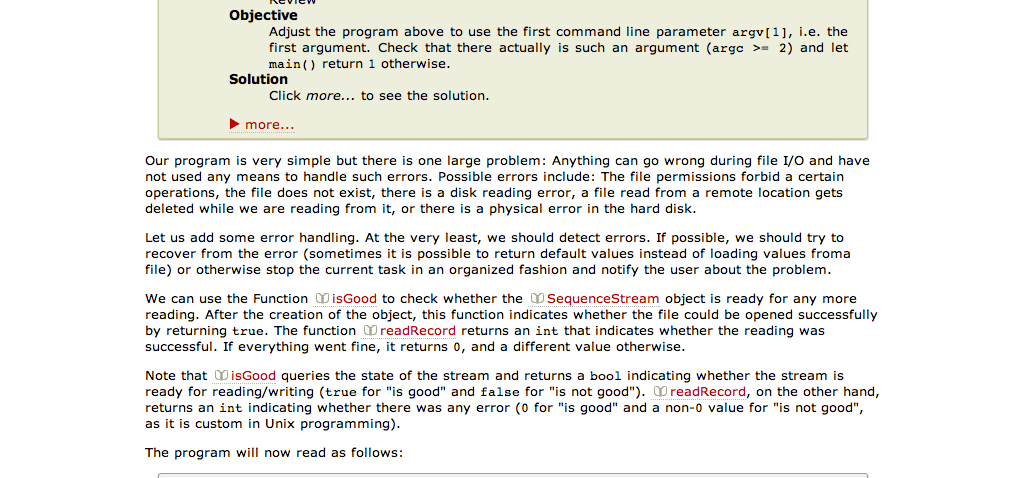 Review
Objective
Adjust the program above to use the first command line parameter argv[1], i.e. the
first argument. Check that there actually is such an argument (argc >= 2) and let
main() return 1 otherwise.
Solution
Click more... to see the solution.
more...
Our program is very simple but there is one large problem: Anything can go wrong during file I/O and have
not used any means to handle such errors. Possible errors include: The file permissions forbid a certain
operations, the file does not exist, there is a disk reading error, a file read from a remote location gets
deleted while we are reading from it, or there is a physical error in the hard disk.
Let us add some error handling. At the very least, we should detect errors. If possible, we should try to
recover from the error (sometimes it is possible to return default values instead of loading values froma
file) or otherwise stop the current task in an organized fashion and notify the user about the problem.
We can use the Function isGood to check whether the SequenceStream object is ready for any more
reading. After the creation of the object, this function indicates whether the file could be opened successfully
by returning true. The function readRecord returns an int that indicates whether the reading was
successful. If everything went fine, it returns 0, and a different value otherwise.
Note that isGood queries the state of the stream and returns a bool indicating whether the stream is
ready for reading/writing (true for "is good" and false for "is not good"). readRecord, on the other hand,
returns an int indicating whether there was any error (0 for "is good" and a non-0 value for "is not good",
as it is custom in Unix programming).
The program will now read as follows: